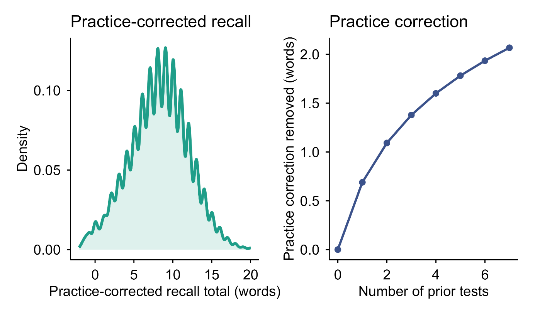 Practice-corrected recall
Density
0.10
0.05
0.00
0 5 10 15 20
Practice-corrected recall total (words)
Practice correction
Practice correction removed (words)
2.0
1.5
1.0
0.5
0.0
0 2 4 6
Number of prior tests